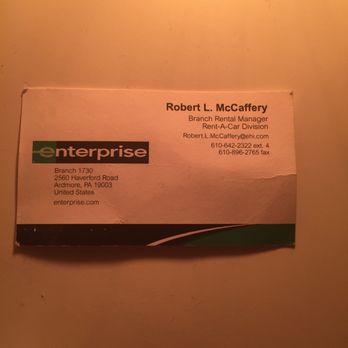 Robert L. McCaffery
Branch Rental Manager
Rent-A-Car Division
Robert.L.McCaffery@ehi.com
610-642-2322 ext. 4
610-896-2765 fax
enterprise
Branch 1730
2560 Haverford Road
Ardmore, PA 19003
United States
enterprise.com